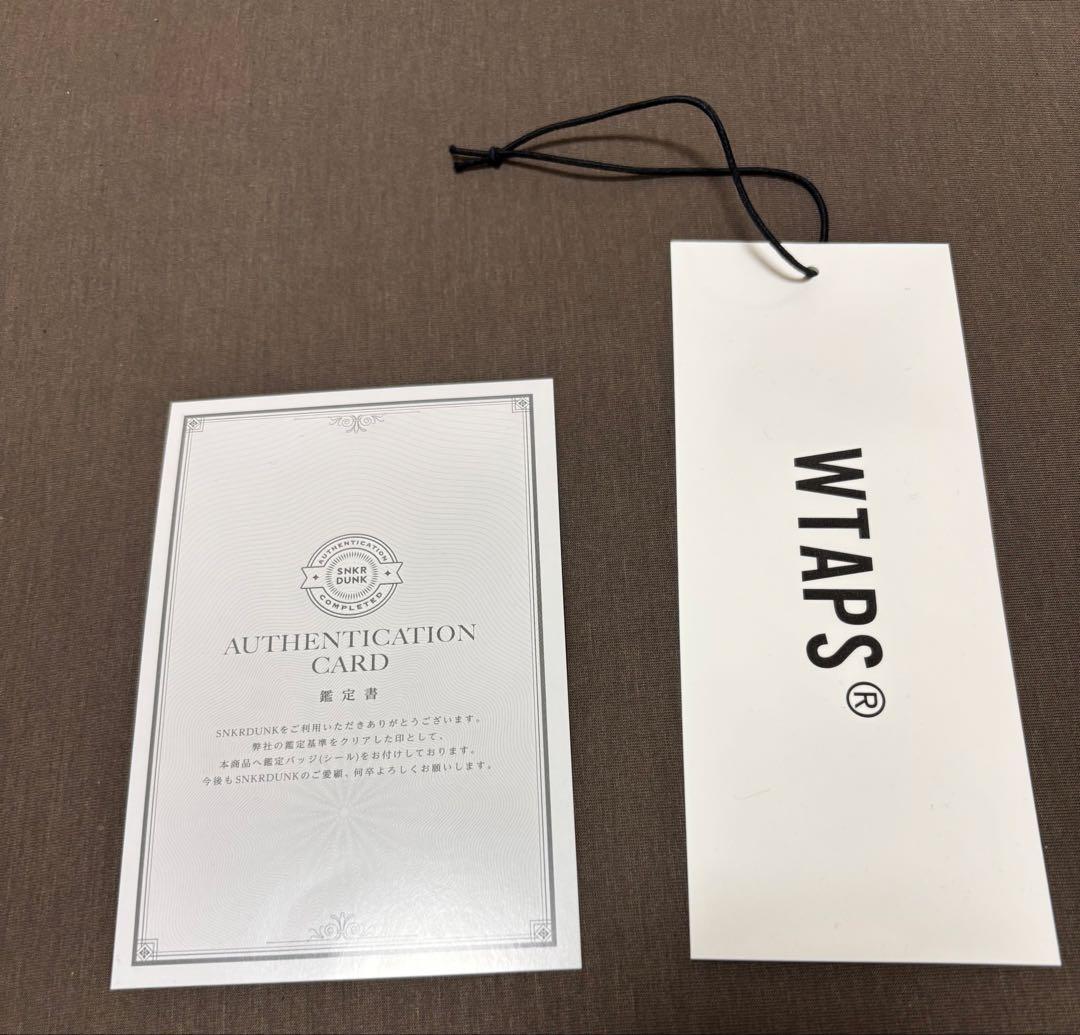 AUTHENTICATION
SNKR
DUNK
COMPLETED
AUTHENTICATION
CARD
鑑定書
SNKRDUNKをご利用いただきありがとうございます。
弊社の鑑定基準をクリアした印として、
本商品へ鑑定バッジ(シール)をお付けしております。
今後もSNKRDUNKのご愛顧、何卒よろしくお願いします。
WTAPS®